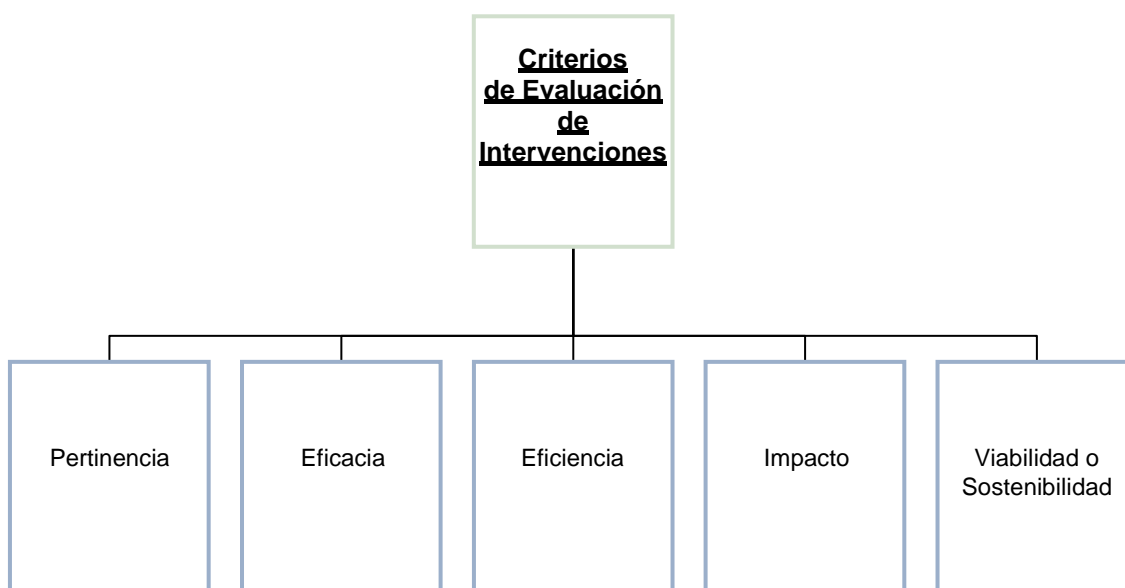 Criterios
de Evaluación
de
Intervenciones
Pertinencia
Eficacia
Eficiencia
Impacto
Viabilidad o
Sostenibilidad